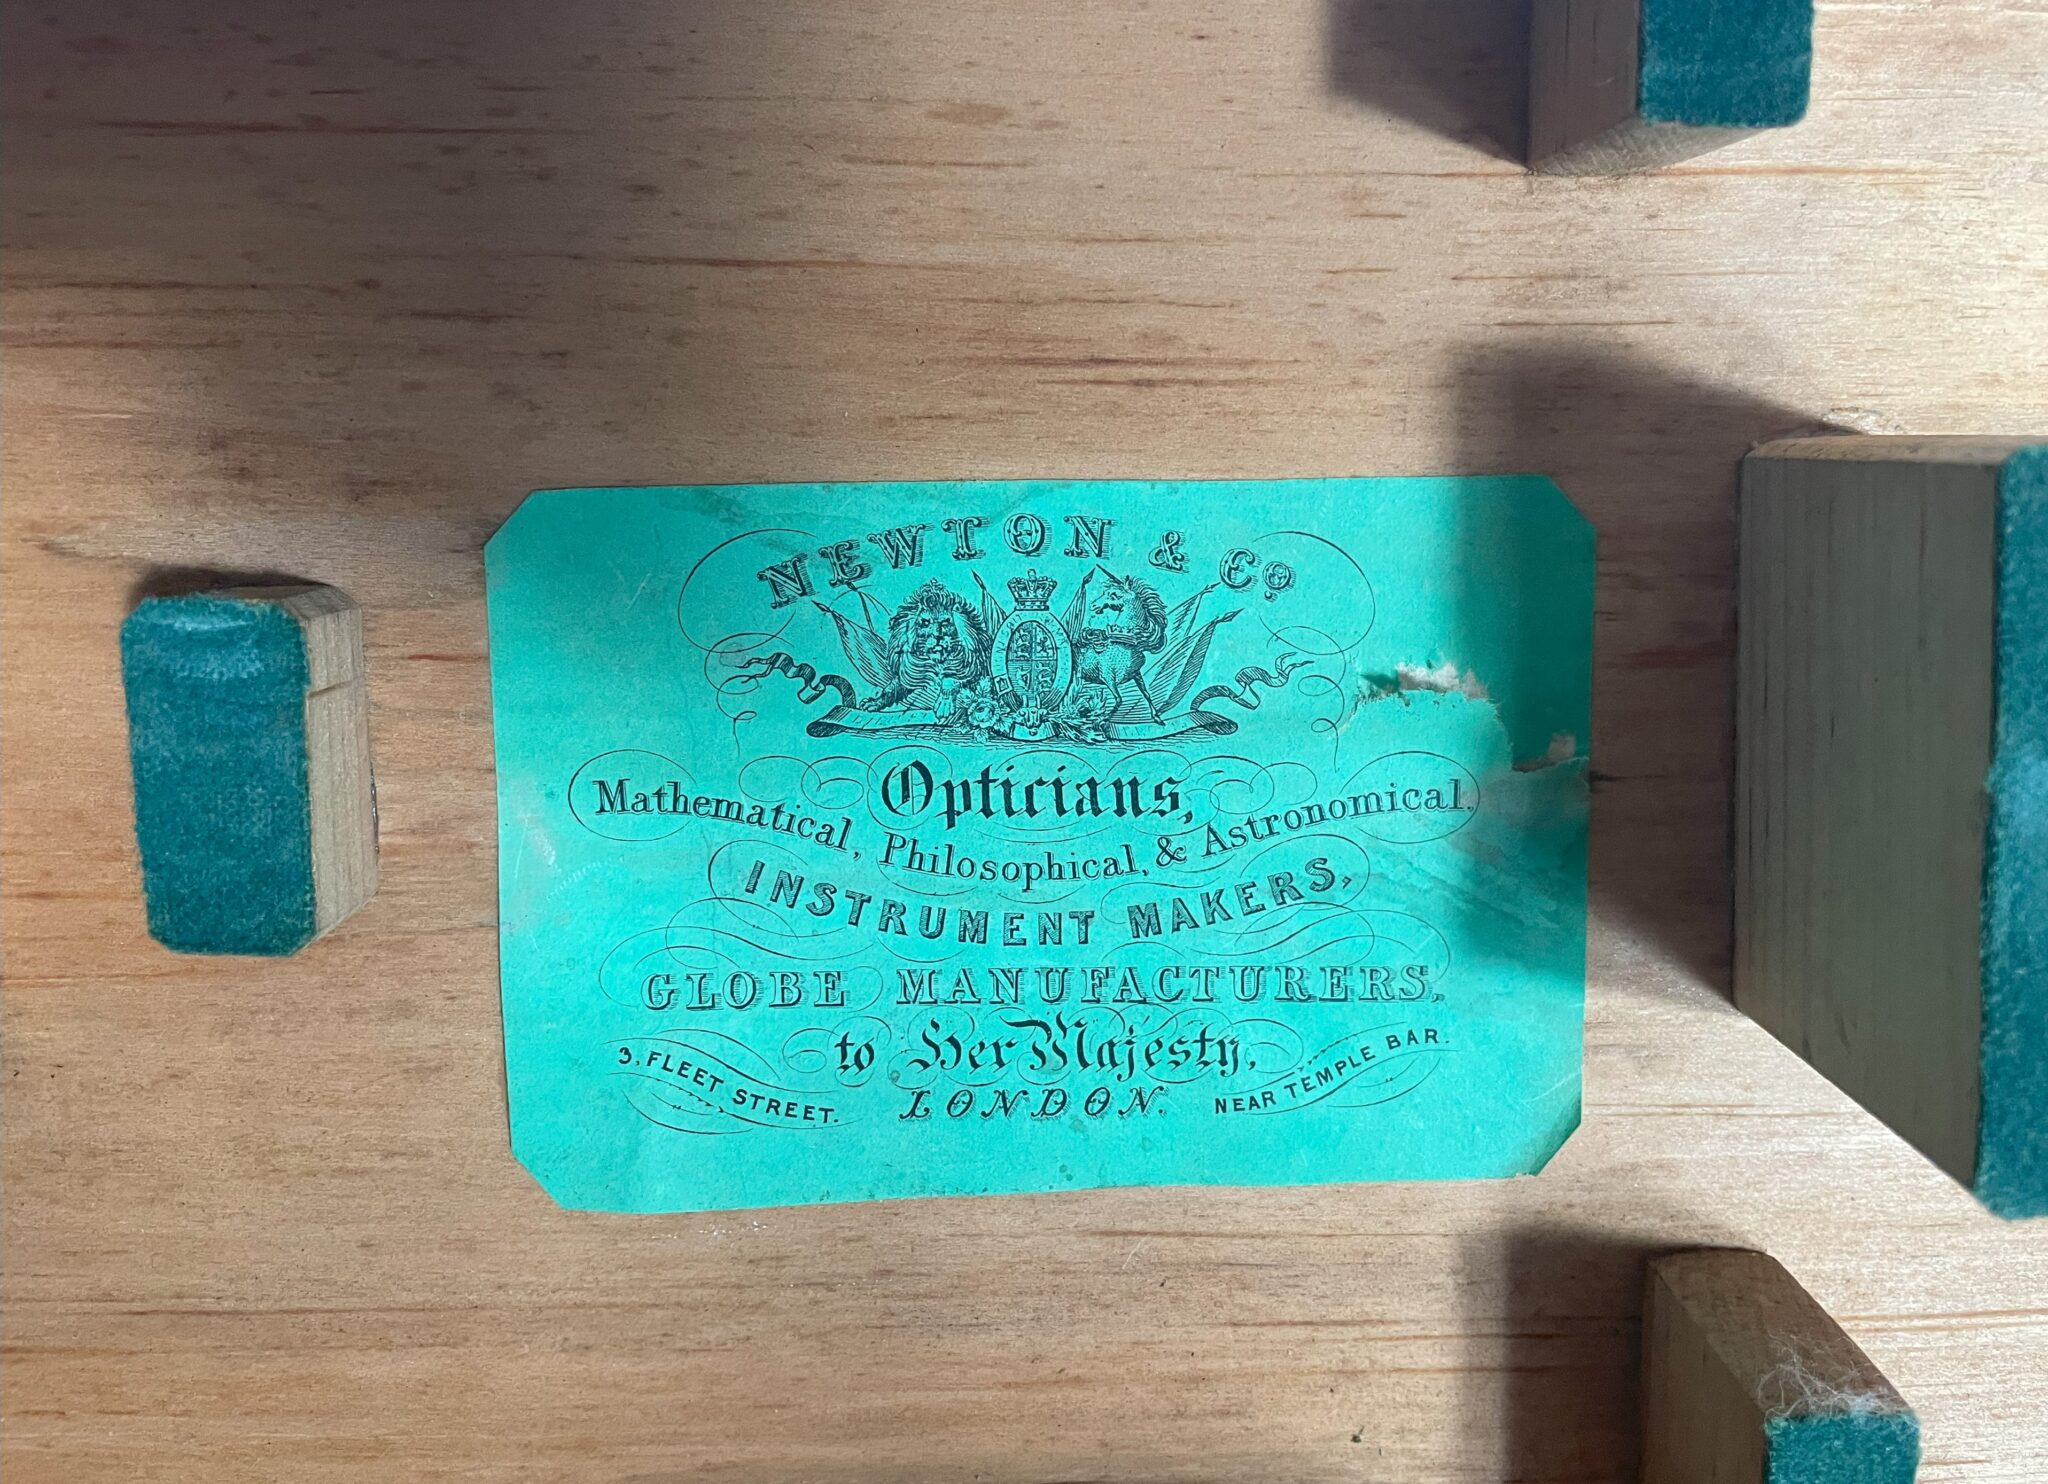 NEWTON & Co
Opticians,
Mathematical, Philosophical, & Astronomical,
INSTRUMENT MAKERS,
GLOBE MANUFACTURERS,
to Her Majesty,
3, FLEET STREET. LONDON. NEAR TEMPLE BAR.